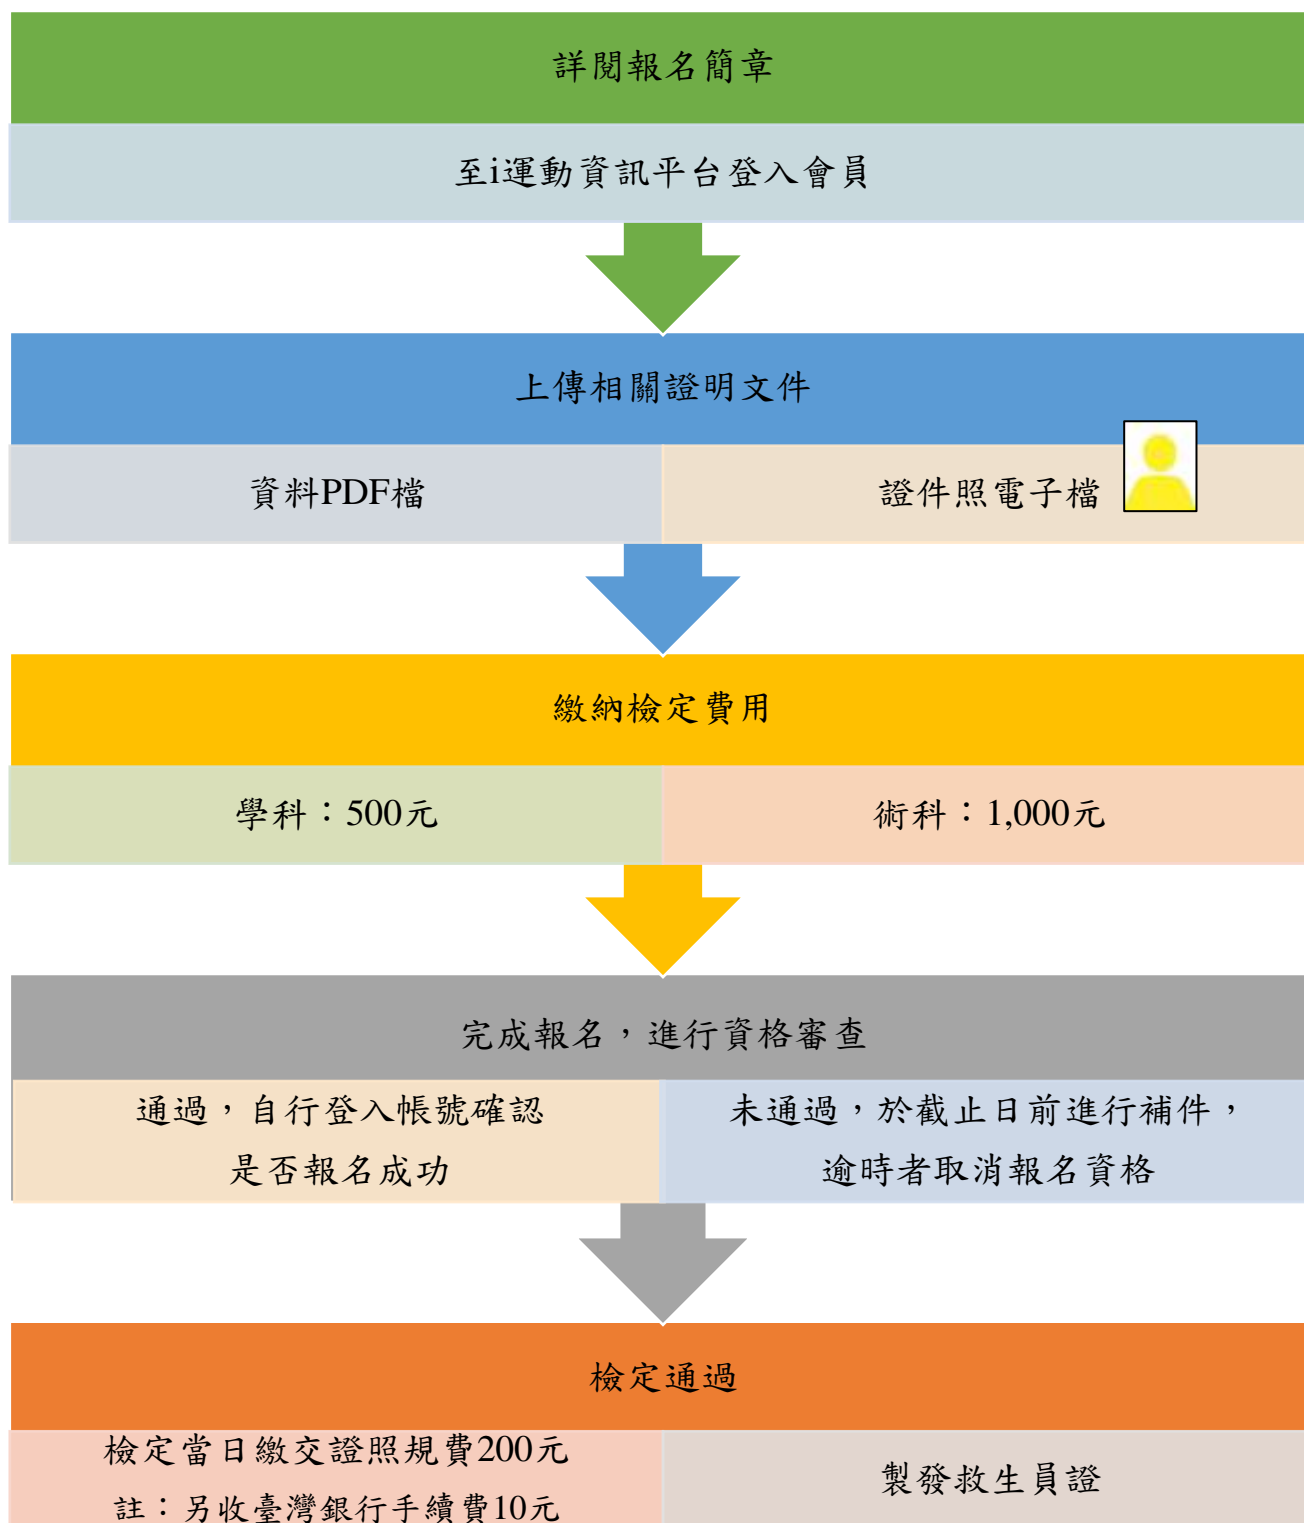 詳閱報名簡章
至i運動資訊平台登入會員
上傳相關證明文件
資料PDF檔
證件照電子檔
繳納檢定費用
學科：500元
術科：1,000元
完成報名，進行資格審查
通過，自行登入帳號確認
是否報名成功
未通過，於截止日前進行補件，
逾時者取消報名資格
檢定通過
檢定當日繳交證照規費200元
註：另收臺灣銀行手續費10元
製發救生員證